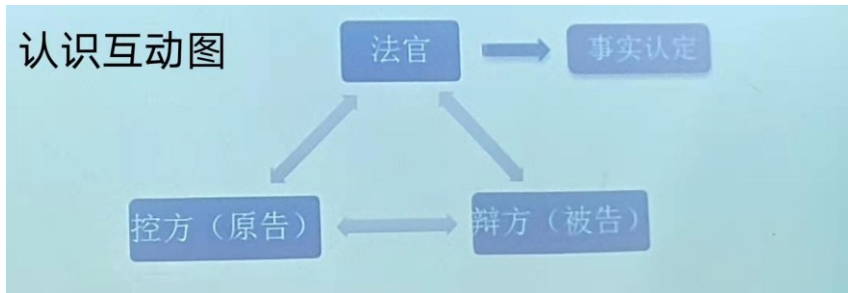 认识互动图
法官
事实认定
控方（原告）
辩方（被告）